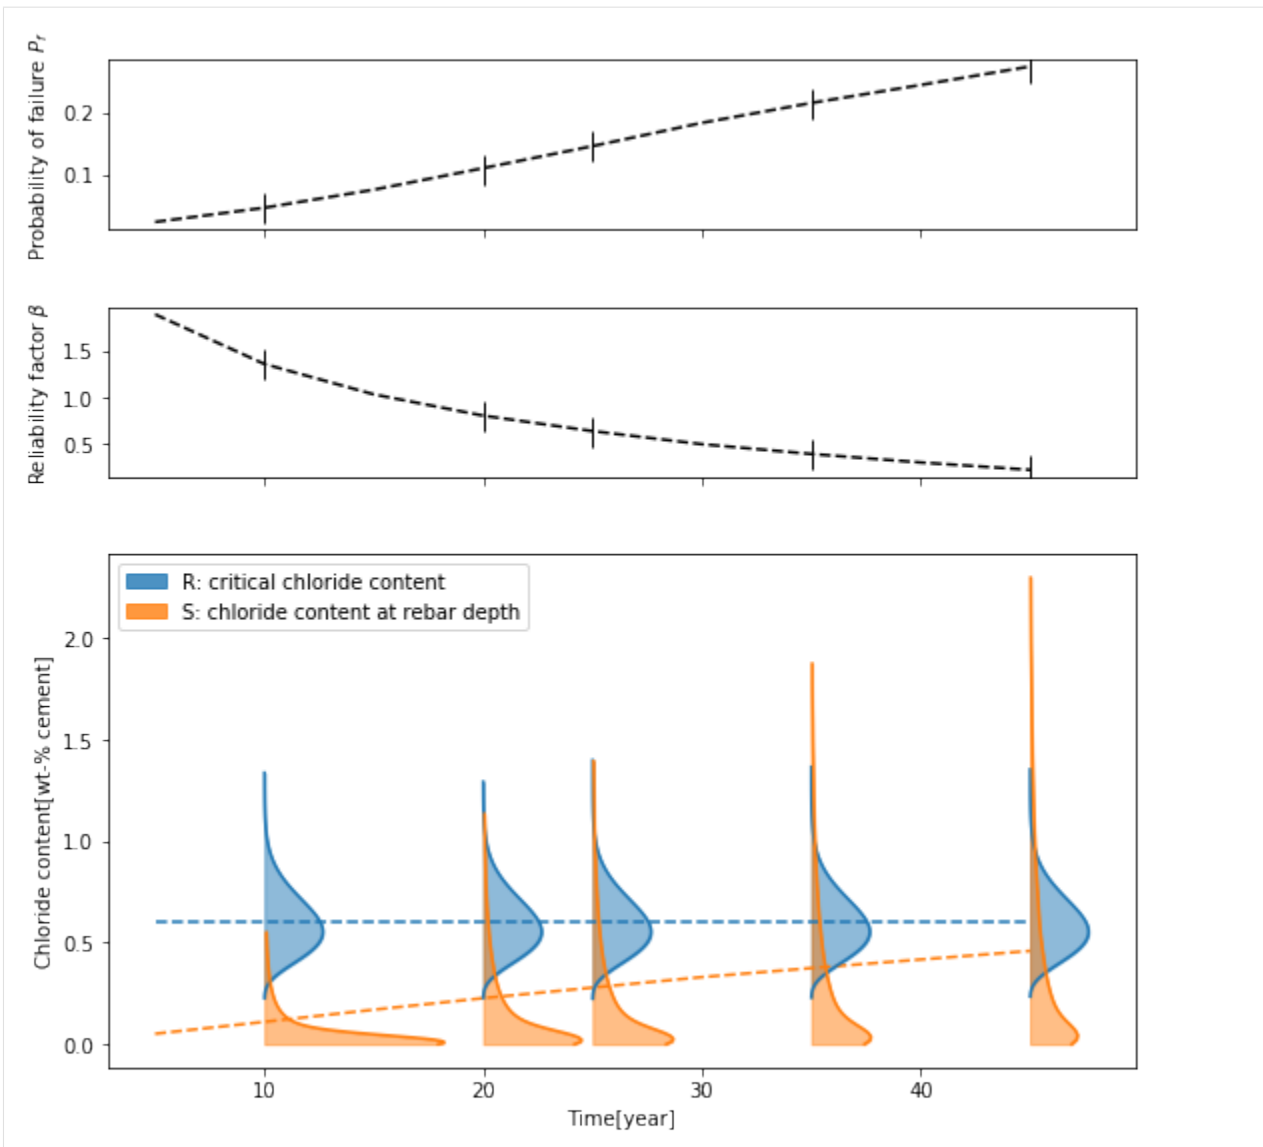 Probability of failure P_f
0.2
0.1
Reliability factor β
1.5
1.0
0.5
R: critical chloride content
S: chloride content at rebar depth
Chloride content[wt-% cement]
2.0
1.5
1.0
0.5
0.0
10 20 30 40
Time[year]